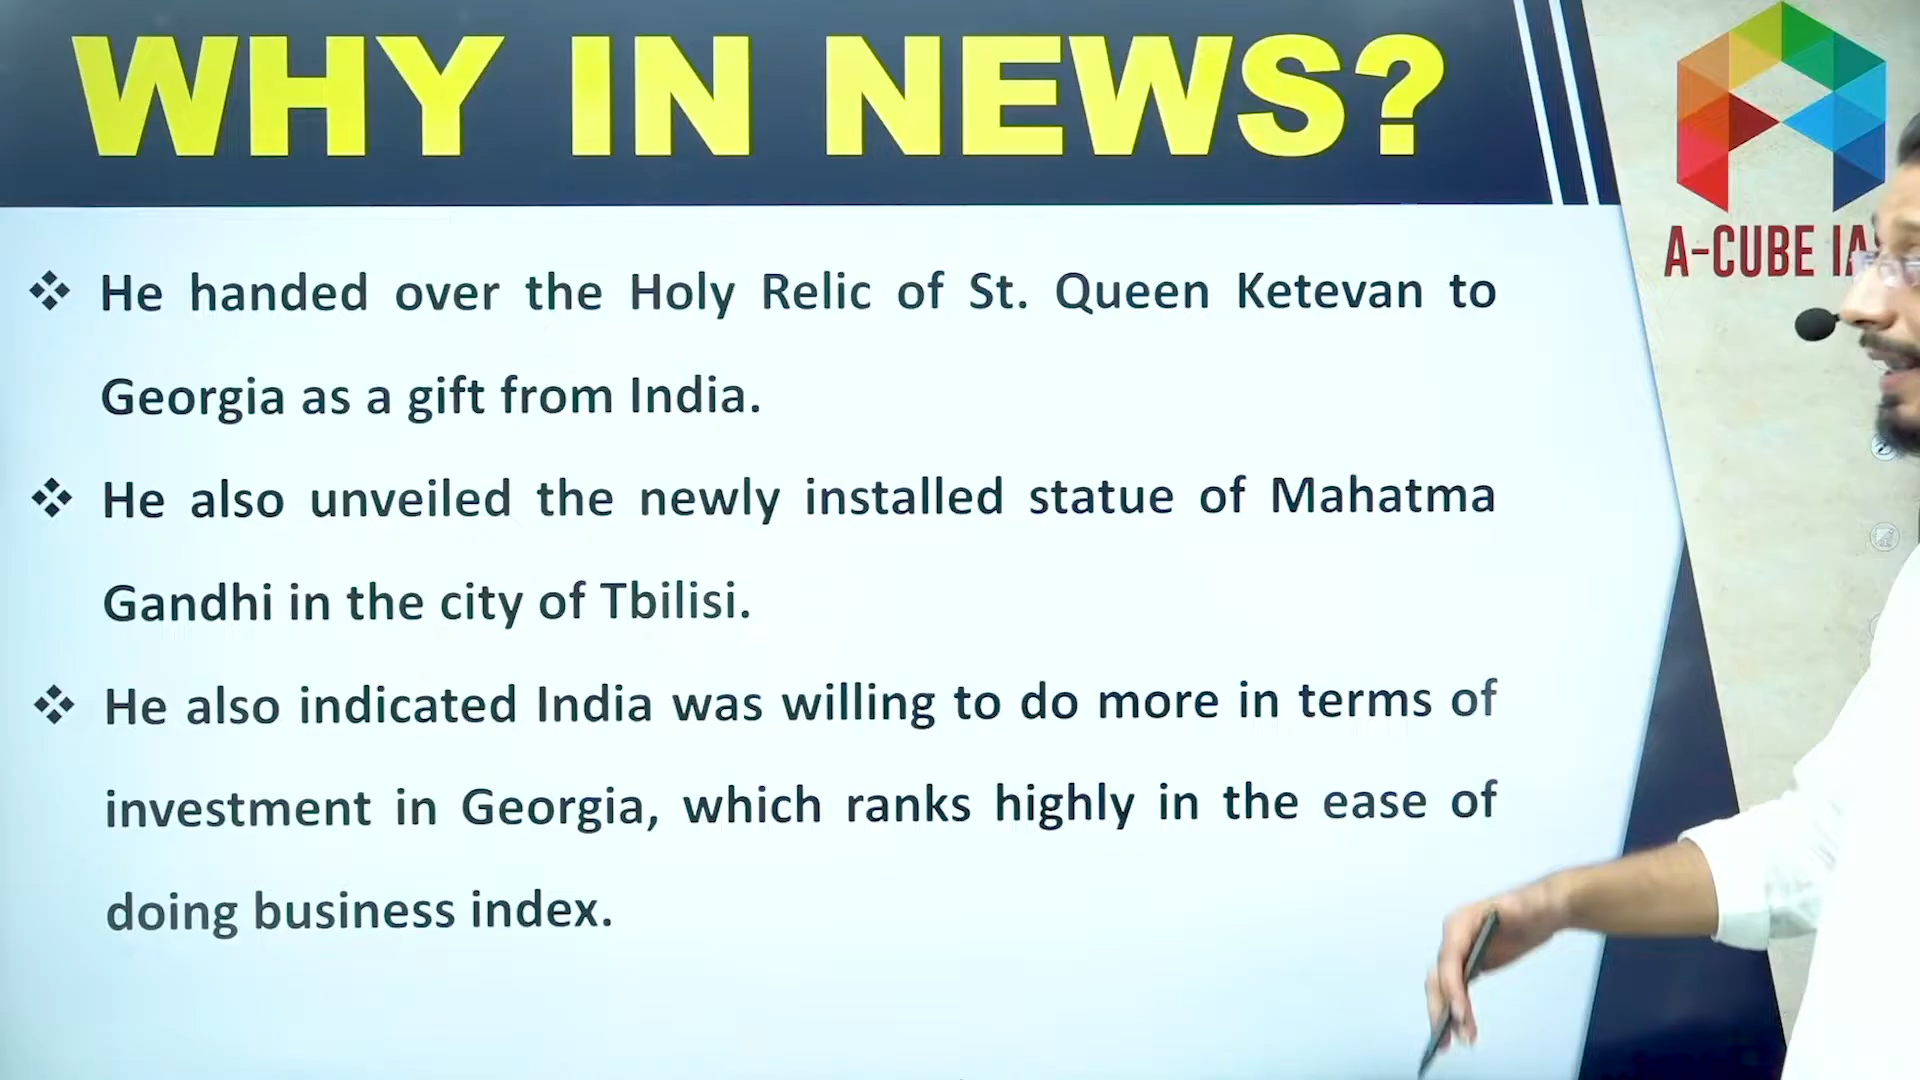 WHY IN NEWS?
A-CUBE IAS
❖ He handed over the Holy Relic of St. Queen Ketevan to
Georgia as a gift from India.
❖ He also unveiled the newly installed statue of Mahatma
Gandhi in the city of Tbilisi.
❖ He also indicated India was willing to do more in terms of
investment in Georgia, which ranks highly in the ease of
doing business index.